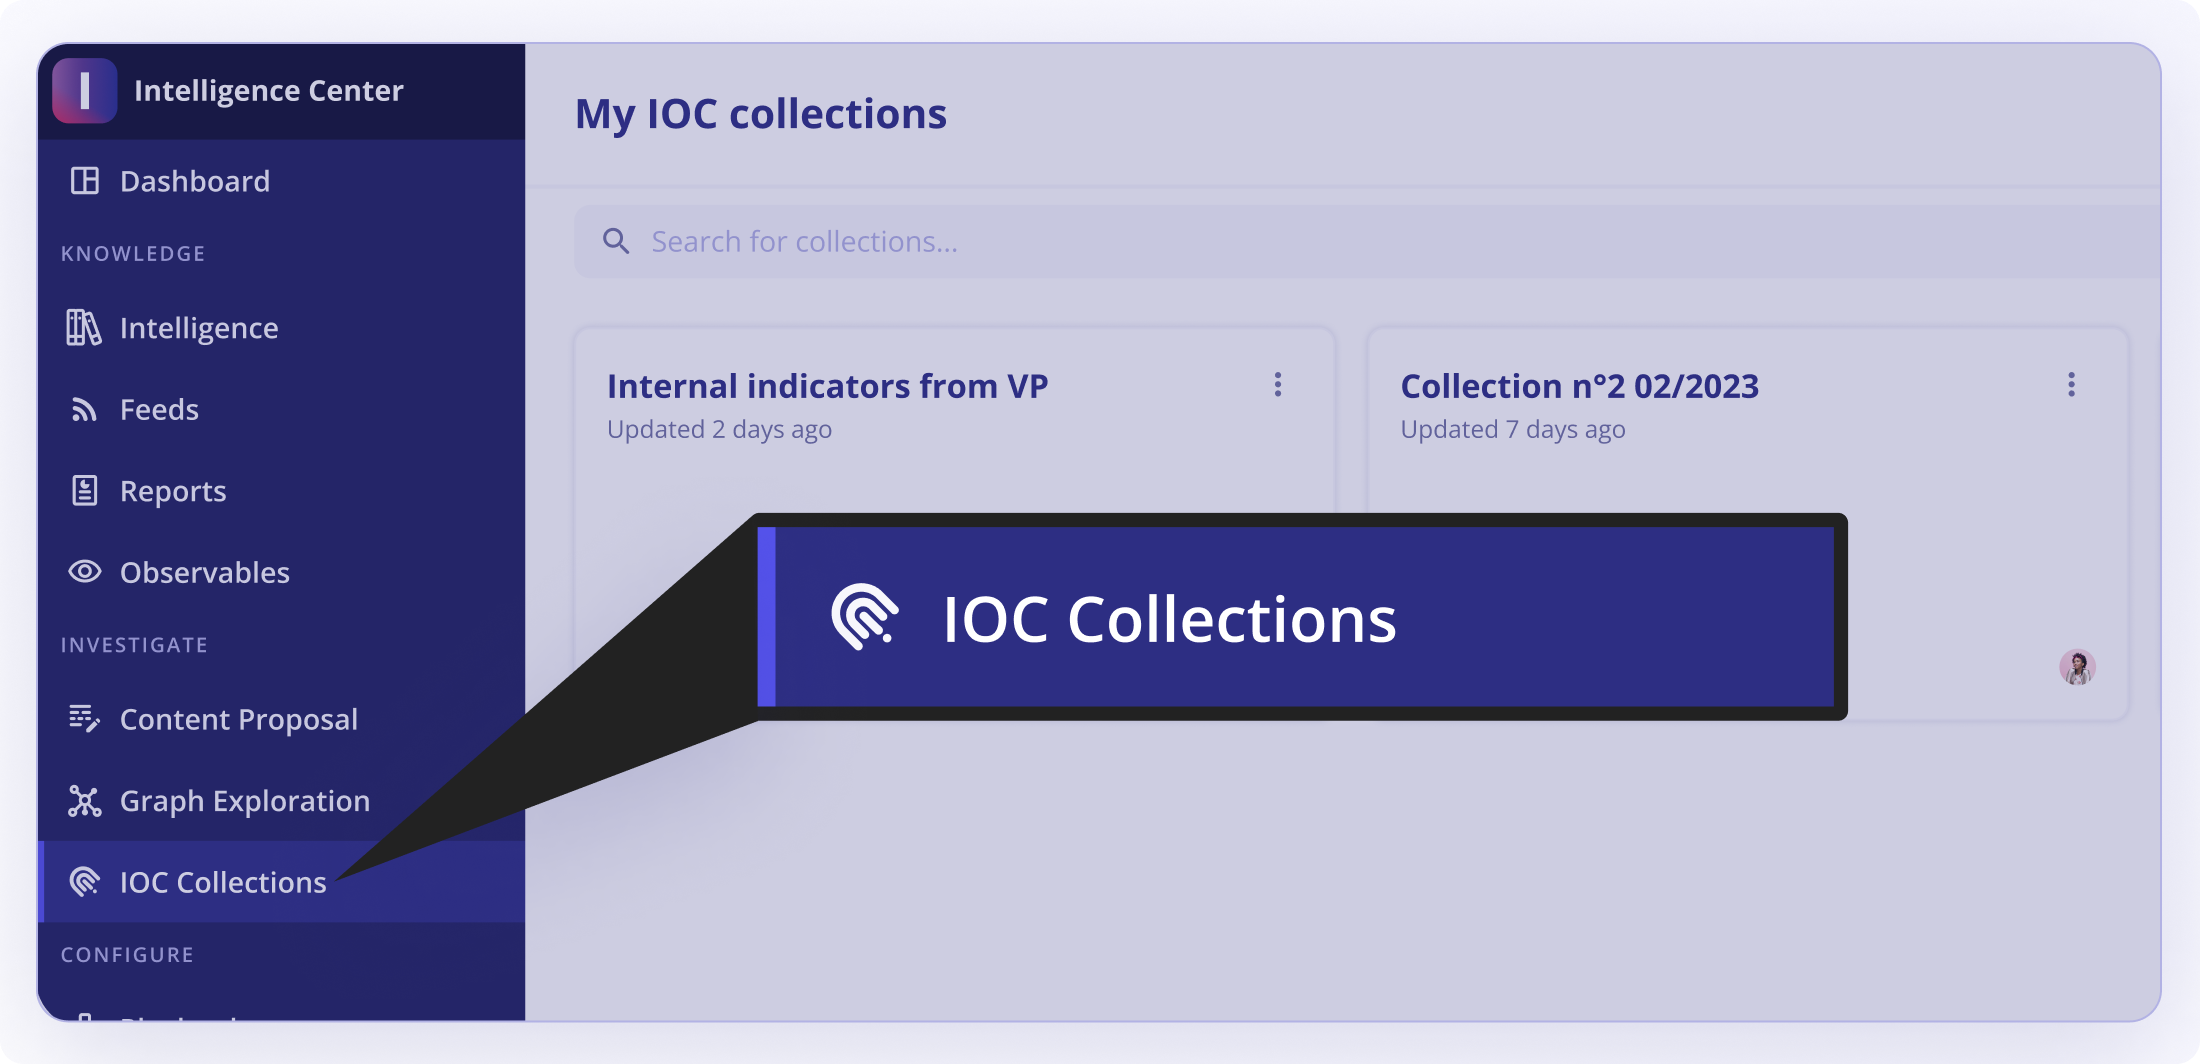 Intelligence Center
Dashboard
KNOWLEDGE
Intelligence
Feeds
Reports
Observables
INVESTIGATE
Content Proposal
Graph Exploration
IOC Collections
CONFIGURE
My IOC collections
Search for collections...
Internal indicators from VP
Updated 2 days ago
Collection n°2 02/2023
Updated 7 days ago
IOC Collections